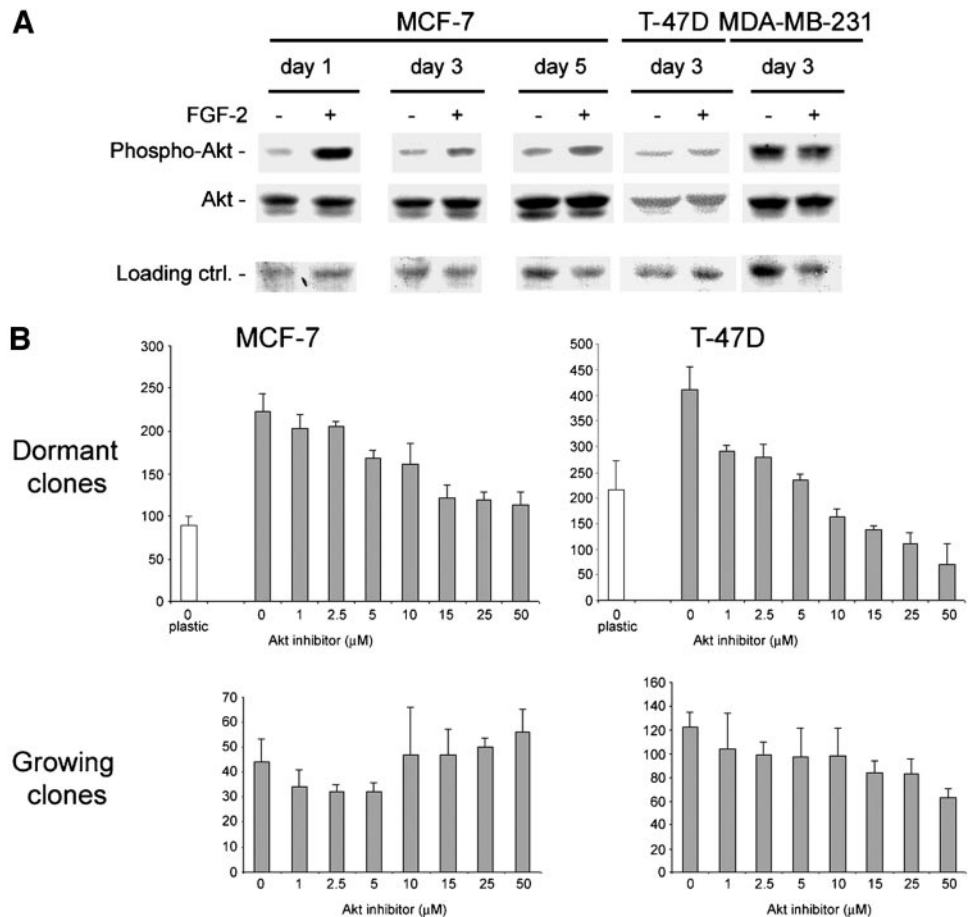 A
MCF-7 T-47D MDA-MB-231
day 1 day 3 day 5 day 3 day 3
FGF-2 - + - + - + - + - +
Phospho-Akt -
Akt -
Loading ctrl. -
B
MCF-7 T-47D
Dormant clones
300
250
200
150
100
50
0
0 0 1 2.5 5 10 15 25 50
plastic
Akt inhibitor (μM)
500
450
400
350
300
250
200
150
100
50
0
0 0 1 2.5 5 10 15 25 50
plastic
Akt inhibitor (μM)
Growing clones
70
60
50
40
30
20
10
0
0 1 2.5 5 10 15 25 50
Akt inhibitor (μM)
160
140
120
100
80
60
40
20
0
0 1 2.5 5 10 15 25 50
Akt inhibitor (μM)